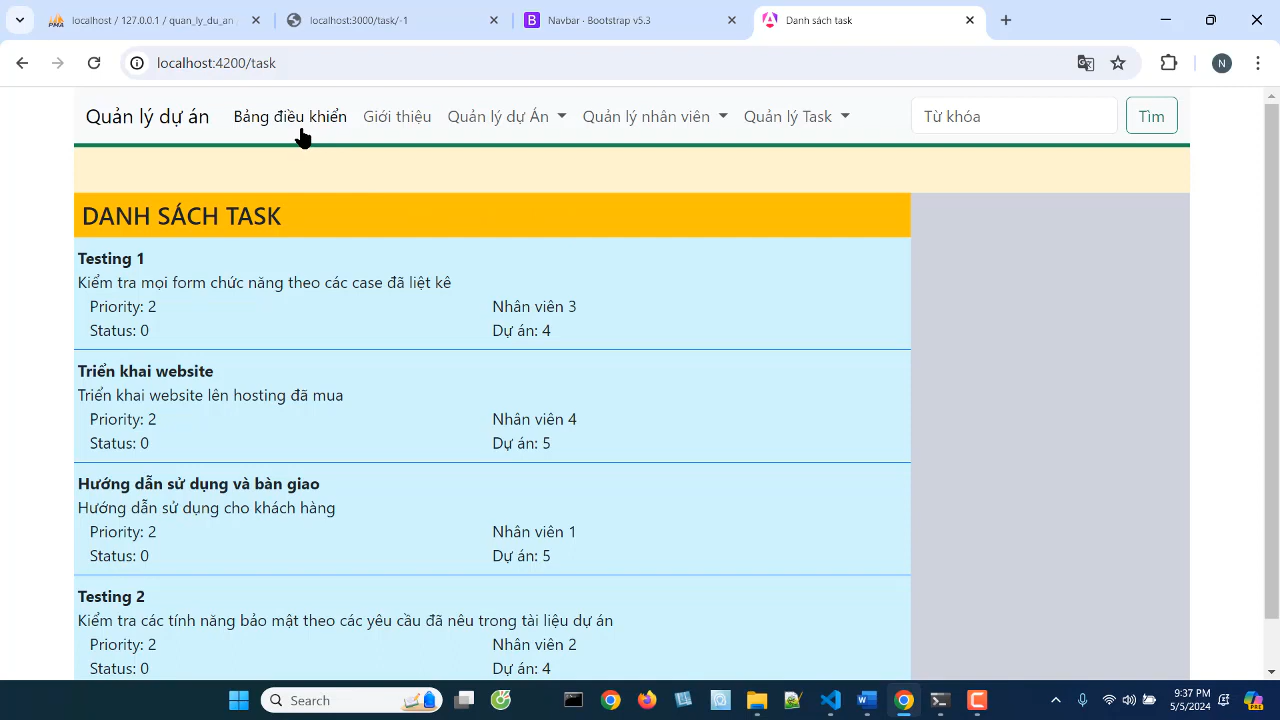 localhost / 127.0.0.1 / quan_ly_du_an
localhost:3000/task/-1
Navbar · Bootstrap v5.3
Danh sách task
localhost:4200/task
N
Quản lý dự án
Bảng điều khiển
Giới thiệu
Quản lý dự Án
Quản lý nhân viên
Quản lý Task
Từ khóa
Tìm
DANH SÁCH TASK
Testing 1
Kiểm tra mọi form chức năng theo các case đã liệt kê
Priority: 2
Nhân viên 3
Status: 0
Dự án: 4
Triển khai website
Triển khai website lên hosting đã mua
Priority: 2
Nhân viên 4
Status: 0
Dự án: 5
Hướng dẫn sử dụng và bàn giao
Hướng dẫn sử dụng cho khách hàng
Priority: 2
Nhân viên 1
Status: 0
Dự án: 5
Testing 2
Kiểm tra các tính năng bảo mật theo các yêu cầu đã nêu trong tài liệu dự án
Priority: 2
Nhân viên 2
Status: 0
Dự án: 4
Search
9:37 PM
5/5/2024